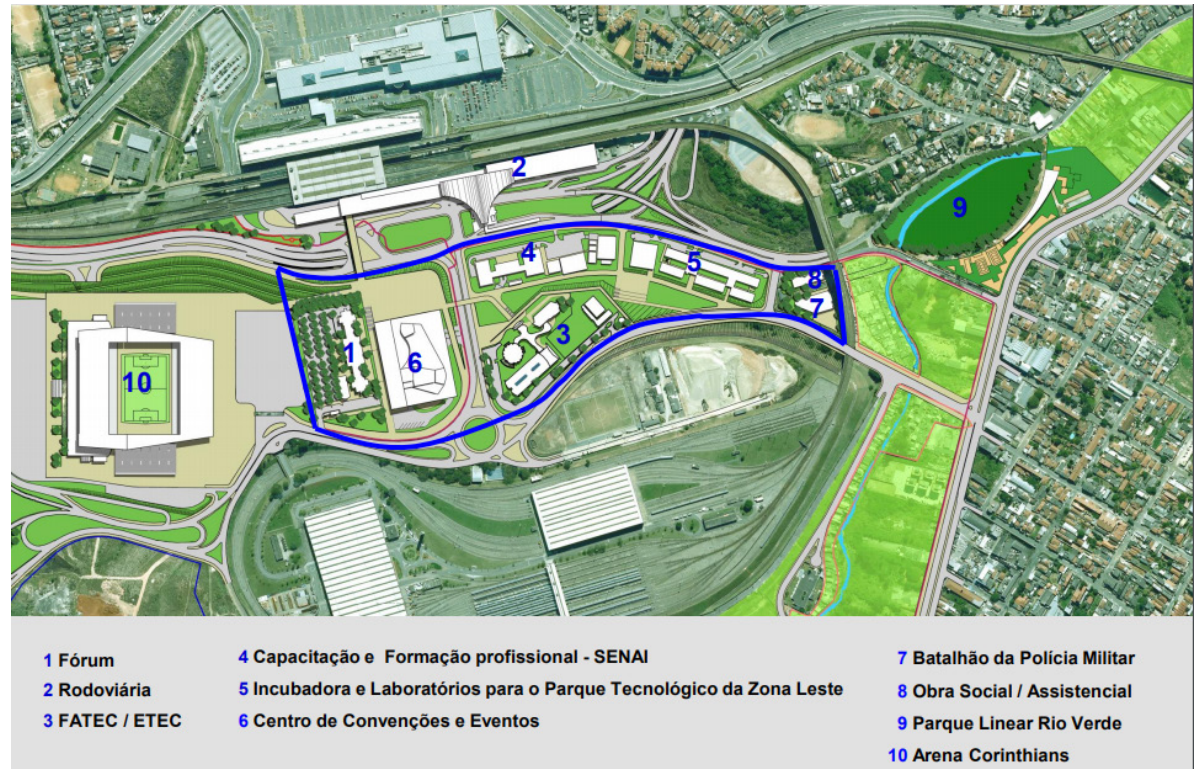 2
9
4
5
8
7
3
1
6
10
1 Fórum
2 Rodoviária
3 FATEC / ETEC
4 Capacitação e Formação profissional - SENAI
5 Incubadora e Laboratórios para o Parque Tecnológico da Zona Leste
6 Centro de Convenções e Eventos
7 Batalhão da Polícia Militar
8 Obra Social / Assistencial
9 Parque Linear Rio Verde
10 Arena Corinthians